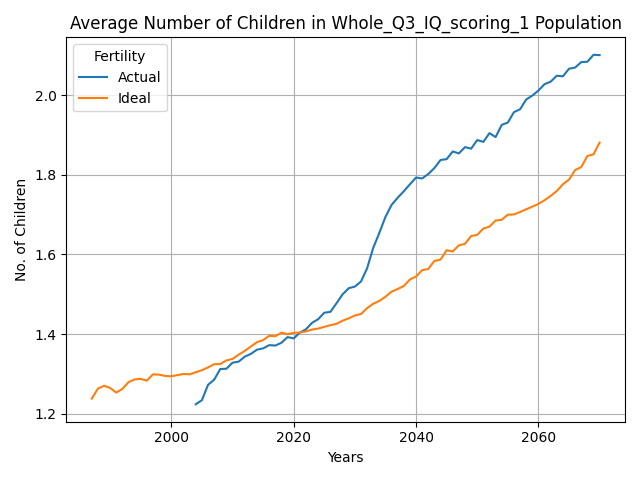 Average Number of Children in Whole_Q3_IQ_scoring_1 Population
Fertility
Actual
Ideal
No. of Children
2.0
1.8
1.6
1.4
1.2
2000 2020 2040 2060
Years